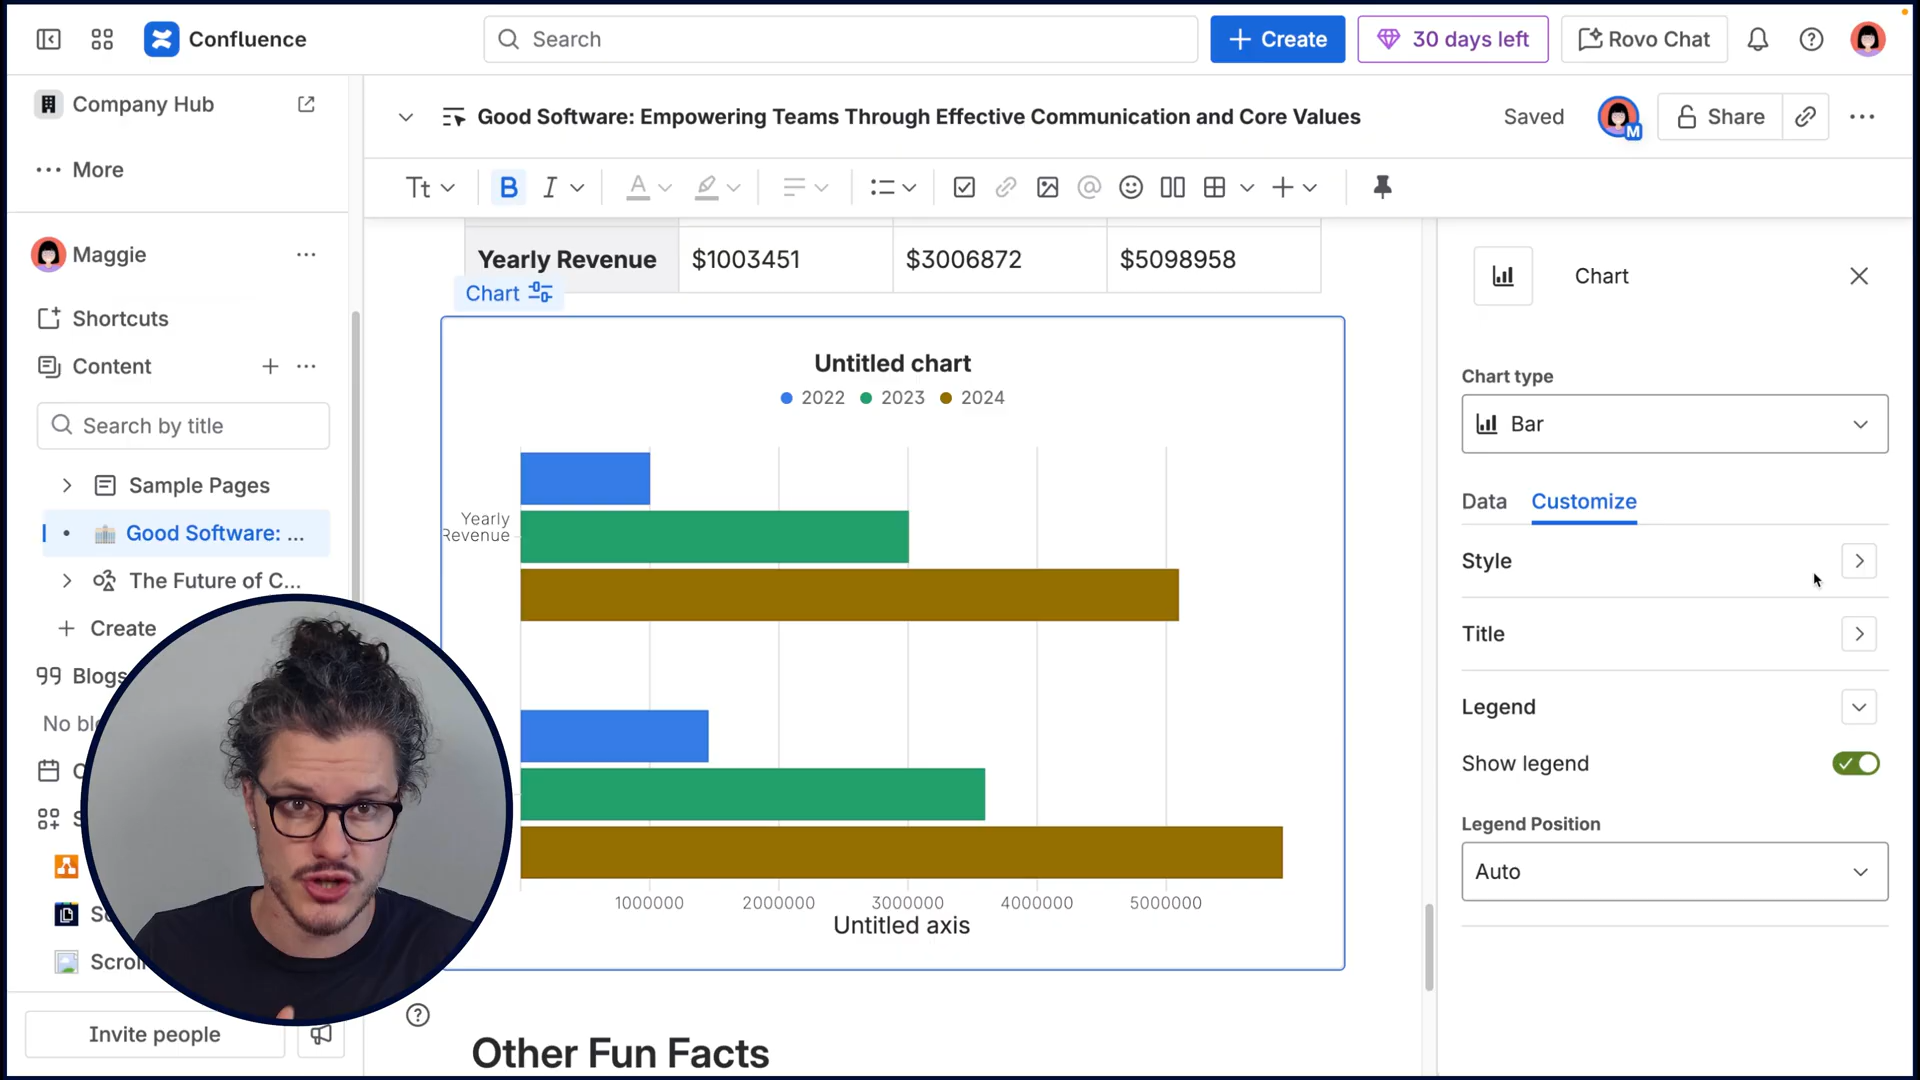 Confluence
Search
Create
30 days left
Rovo Chat
Company Hub
More
Maggie
Shortcuts
Content
Search by title
Sample Pages
Good Software: ...
The Future of C...
Create
Blogs
Invite people
Good Software: Empowering Teams Through Effective Communication and Core Values
Saved
M
Share
Tt
B
I
A
Yearly Revenue $1003451 $3006872 $5098958
Chart
Untitled chart
2022 2023 2024
Yearly
Revenue
1000000 2000000 3000000 4000000 5000000
Untitled axis
Other Fun Facts
Chart
Chart type
Bar
Data Customize
Style
Title
Legend
Show legend
Legend Position
Auto